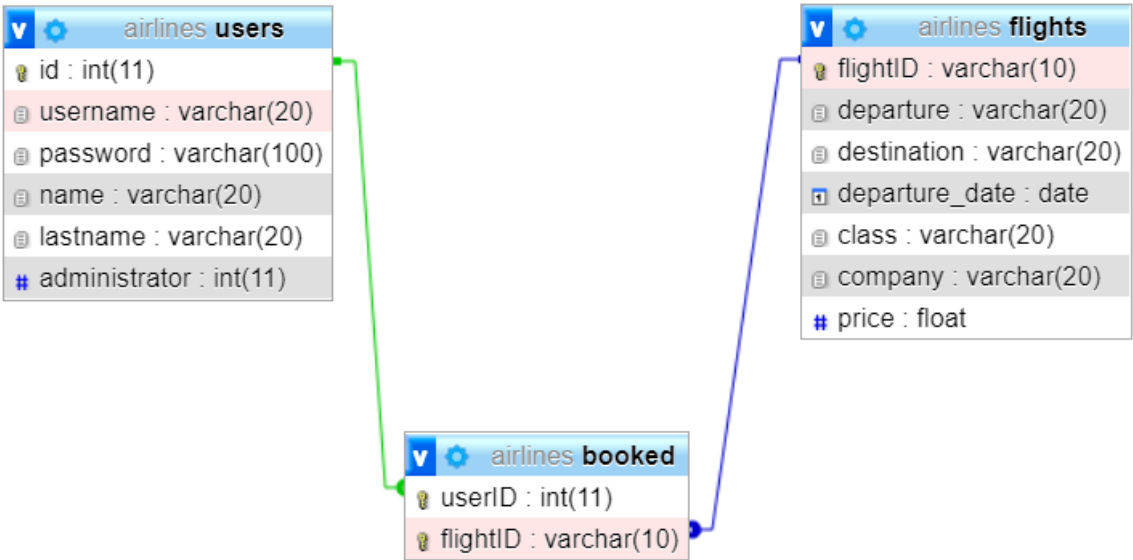 v airlines users
id : int(11)
username : varchar(20)
password : varchar(100)
name : varchar(20)
lastname : varchar(20)
# administrator : int(11)
v airlines flights
flightID : varchar(10)
departure : varchar(20)
destination : varchar(20)
departure_date : date
class : varchar(20)
company : varchar(20)
# price : float
v airlines booked
userID : int(11)
flightID : varchar(10)